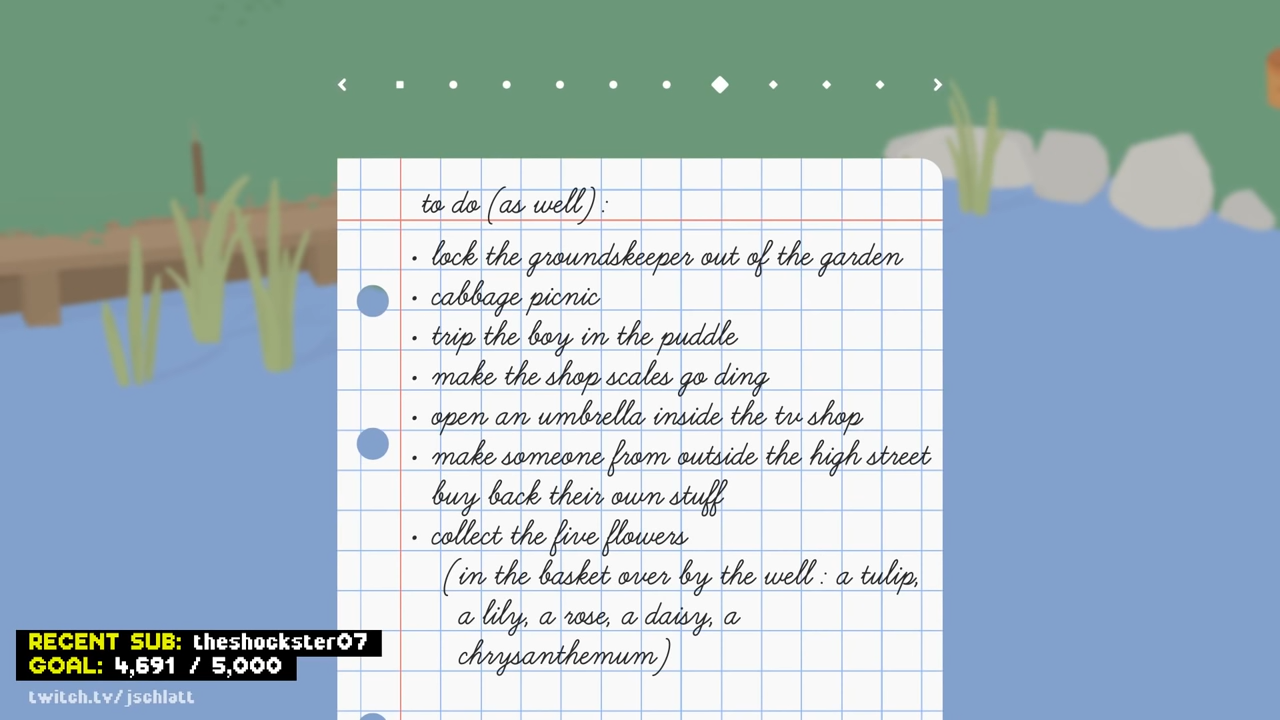 to do (as well) :
• lock the groundskeeper out of the garden
• cabbage picnic
• trip the boy in the puddle
• make the shop scales go ding
• open an umbrella inside the tv shop
• make someone from outside the high street
buy back their own stuff
• collect the five flowers
(in the basket over by the well : a tulip,
a lily, a rose, a daisy, a
chrysanthemum)
RECENT SUB: theshockster07
GOAL: 4,691 / 5,000
twitch.tv/jschlatt